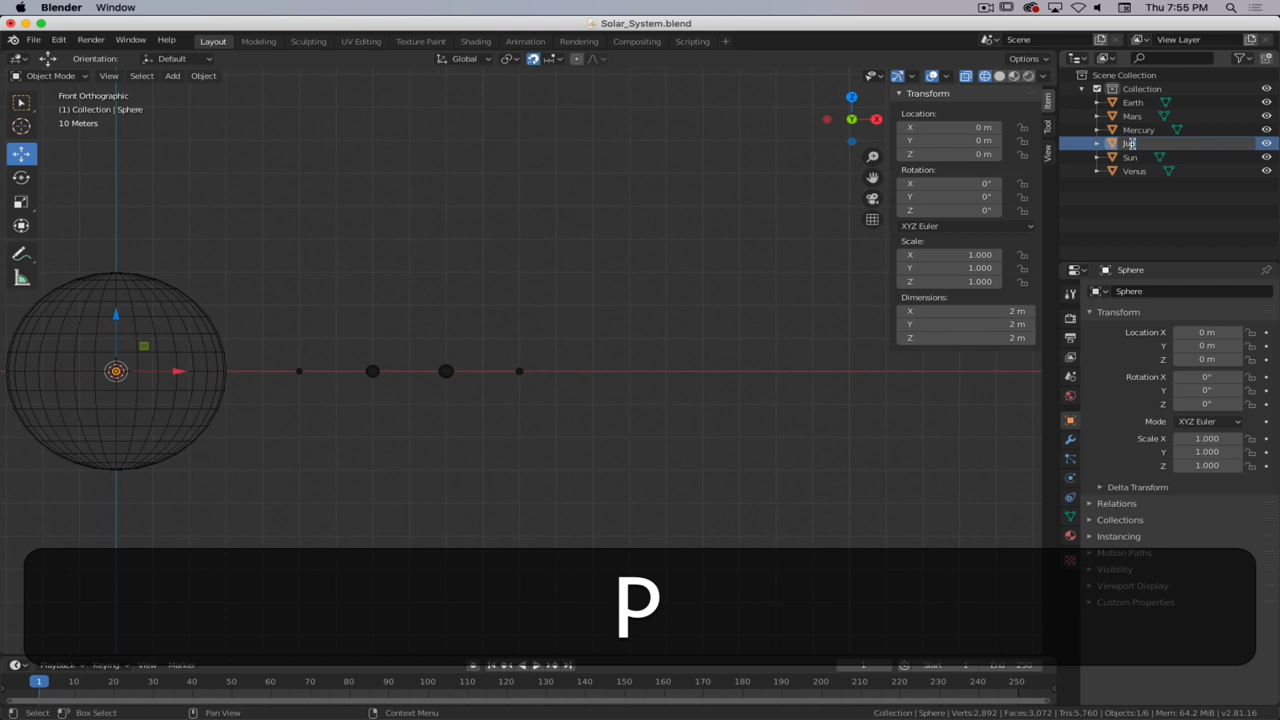 Blender Window Thu 7:55 PM
Solar_System.blend
File Edit Render Window Help Layout Modeling Sculpting UV Editing Texture Paint Shading Animation Rendering Compositing Scripting + Scene View Layer
Orientation: Default Global Options
Object Mode View Select Add Object
Front Orthographic
(1) Collection | Sphere
10 Meters
Z
Y
X
Item
Tool
View
Transform
Location:
X 0 m
Y 0 m
Z 0 m
Rotation:
X 0°
Y 0°
Z 0°
XYZ Euler
Scale:
X 1.000
Y 1.000
Z 1.000
Dimensions:
X 2 m
Y 2 m
Z 2 m
Scene Collection
Collection
Earth
Mars
Mercury
Jup
Sun
Venus
Sphere
Sphere
Transform
Location X 0 m
Y 0 m
Z 0 m
Rotation X 0°
Y 0°
Z 0°
Mode XYZ Euler
Scale X 1.000
Y 1.000
Z 1.000
Delta Transform
Relations
Collections
Instancing
Motion Paths
Visibility
Viewport Display
Custom Properties
P
Playback Keying View Marker 1 Start 1 End 250
1 10 20 30 40 50 60 70 80 90 100 110 120 130 140 150 160 170 180 190 200 210 220 230 240 250
Select Box Select Pan View Context Menu Collection | Sphere | Verts:2,892 | Faces:3,072 | Tris:5,760 | Objects:1/6 | Mem: 64.2 MiB | v2.81.16